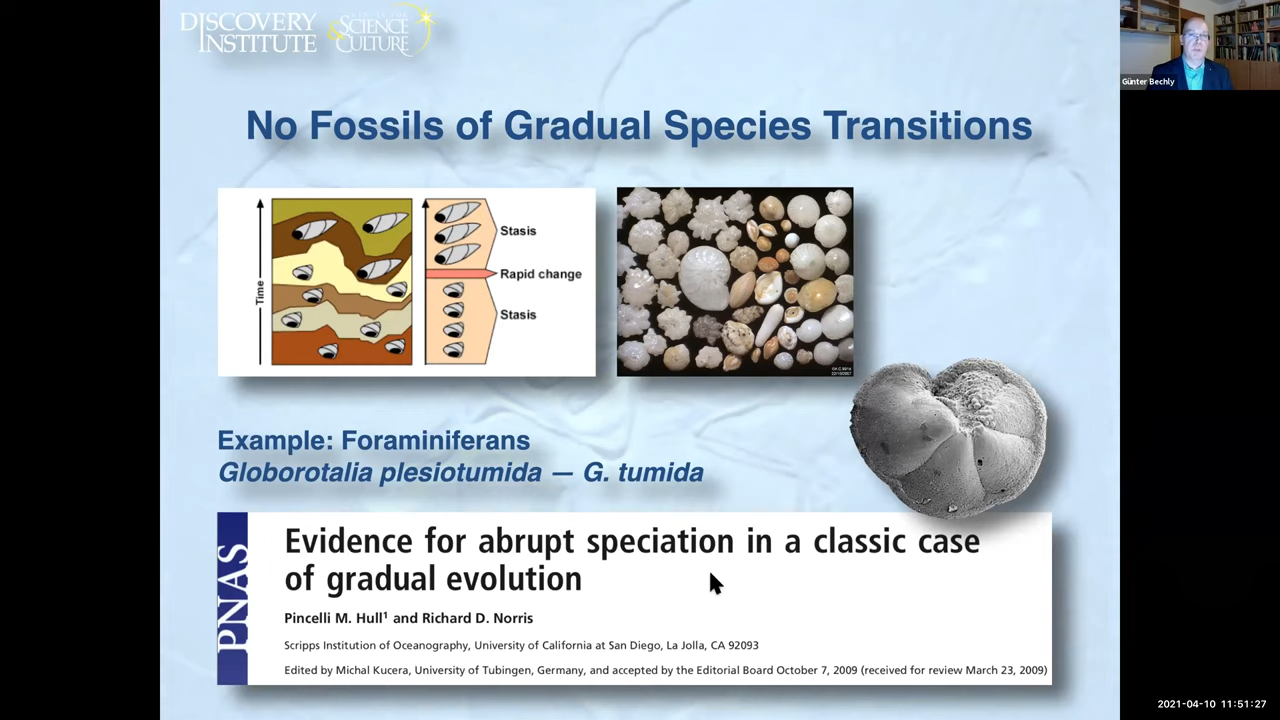 DISCOVERY
INSTITUTE
CENTER FOR
SCIENCE
& CULTURE
Günter Bechly
No Fossils of Gradual Species Transitions
Time
Stasis
Rapid change
Stasis
Example: Foraminiferans
Globorotalia plesiotumida — G. tumida
PNAS
Evidence for abrupt speciation in a classic case
of gradual evolution
Pincelli M. Hull¹ and Richard D. Norris
Scripps Institution of Oceanography, University of California at San Diego, La Jolla, CA 92093
Edited by Michal Kucera, University of Tubingen, Germany, and accepted by the Editorial Board October 7, 2009 (received for review March 23, 2009)
2021-04-10 11:51:27